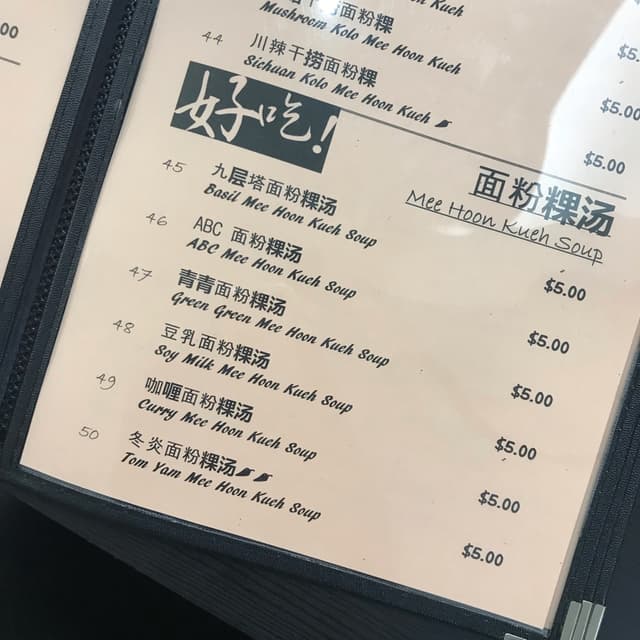 00
Kueh
面粉粿
Mushroom Kolo Mee Hoon Kueh
44 川辣干捞面粉粿
Sichuan Kolo Mee Hoon Kueh
$5.00
$5.00
好吃!
面粉粿汤
Mee Hoon Kueh Soup
45 九层塔面粉粿汤 $5.00
Basil Mee Hoon Kueh Soup
46 ABC 面粉粿汤 $5.00
ABC Mee Hoon Kueh Soup
47 青青面粉粿汤 $5.00
Green Green Mee Hoon Kueh Soup
48 豆乳面粉粿汤 $5.00
Soy Milk Mee Hoon Kueh Soup
49 咖喱面粉粿汤 $5.00
Curry Mee Hoon Kueh Soup
50 冬炎面粉粿汤 $5.00
Tom Yam Mee Hoon Kueh Soup